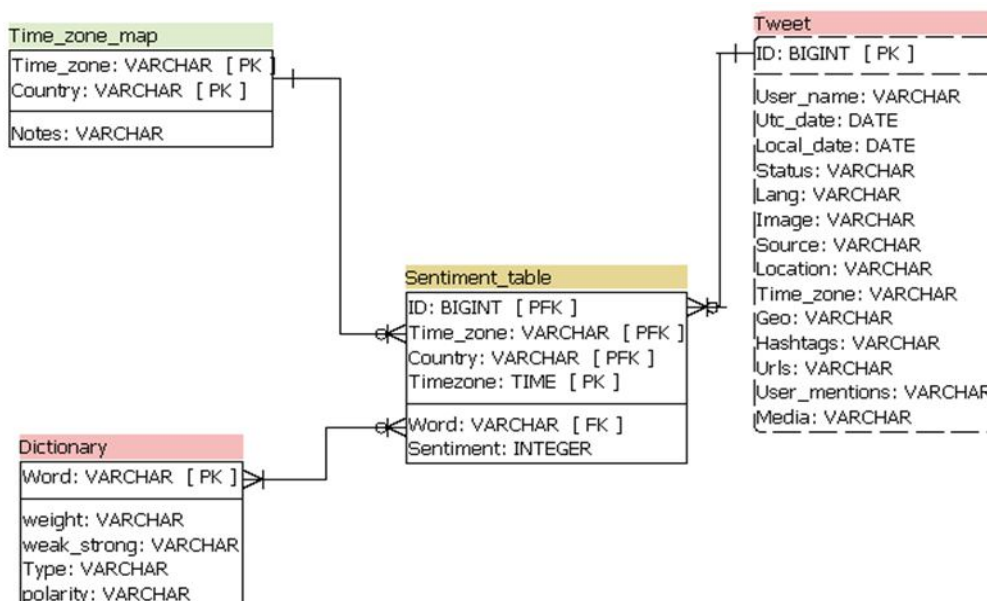 Time_zone_map
Time_zone: VARCHAR [ PK ]
Country: VARCHAR [ PK ]
Notes: VARCHAR
Tweet
ID: BIGINT [ PK ]
User_name: VARCHAR
Utc_date: DATE
Local_date: DATE
Status: VARCHAR
Lang: VARCHAR
Image: VARCHAR
Source: VARCHAR
Location: VARCHAR
Time_zone: VARCHAR
Geo: VARCHAR
Hashtags: VARCHAR
Urls: VARCHAR
User_mentions: VARCHAR
Media: VARCHAR
Sentiment_table
ID: BIGINT [ PFK ]
Time_zone: VARCHAR [ PFK ]
Country: VARCHAR [ PFK ]
Timezone: TIME [ PK ]
Word: VARCHAR [ FK ]
Sentiment: INTEGER
Dictionary
Word: VARCHAR [ PK ]
weight: VARCHAR
weak_strong: VARCHAR
Type: VARCHAR
polarity: VARCHAR